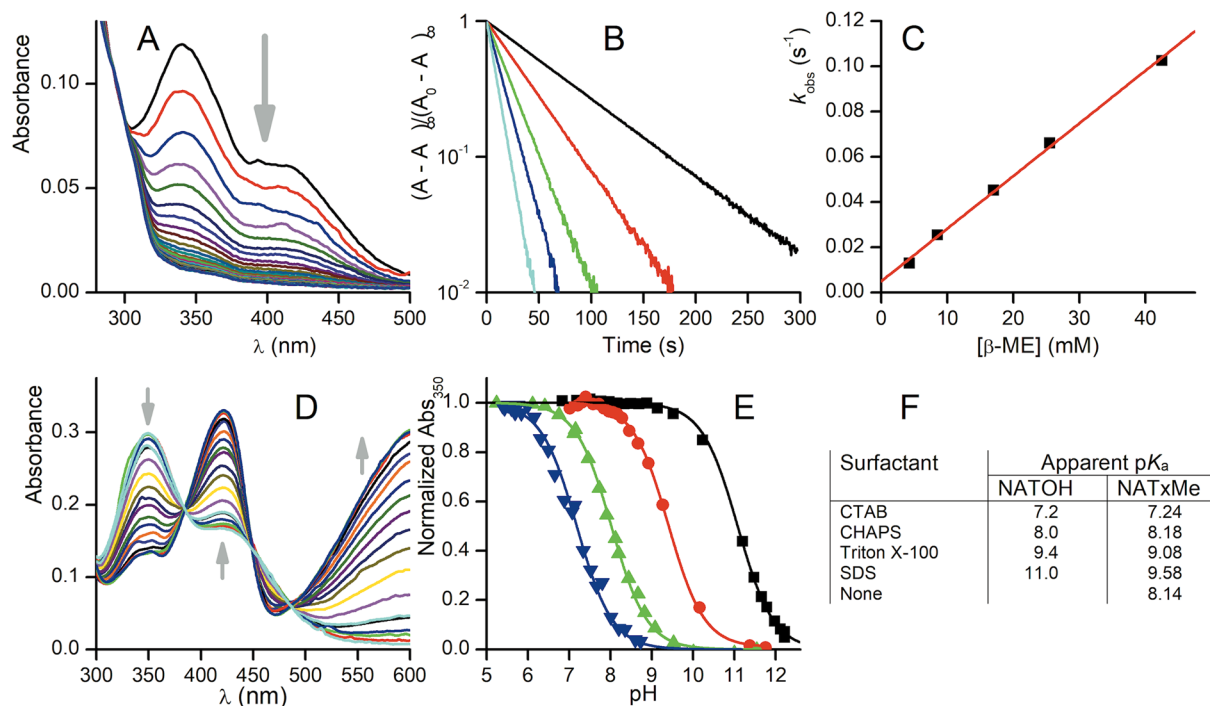 A
Absorbance
0.10
0.05
0.00
300 350 400 450 500
λ (nm)
B
(A - A∞)/(A0 - A∞)
1
10-1
10-2
0 50 100 150 200 250 300
Time (s)
C
kobs (s-1)
0.12
0.10
0.08
0.06
0.04
0.02
0.00
0 10 20 30 40
[β-ME] (mM)
D
Absorbance
0.3
0.2
0.1
0.0
300 350 400 450 500 550 600
λ (nm)
E
Normalized Abs350
1.0
0.8
0.6
0.4
0.2
0.0
5 6 7 8 9 10 11 12
pH
F
Surfactant Apparent pKa
NATOH NATxMe
CTAB 7.2 7.24
CHAPS 8.0 8.18
Triton X-100 9.4 9.08
SDS 11.0 9.58
None 8.14